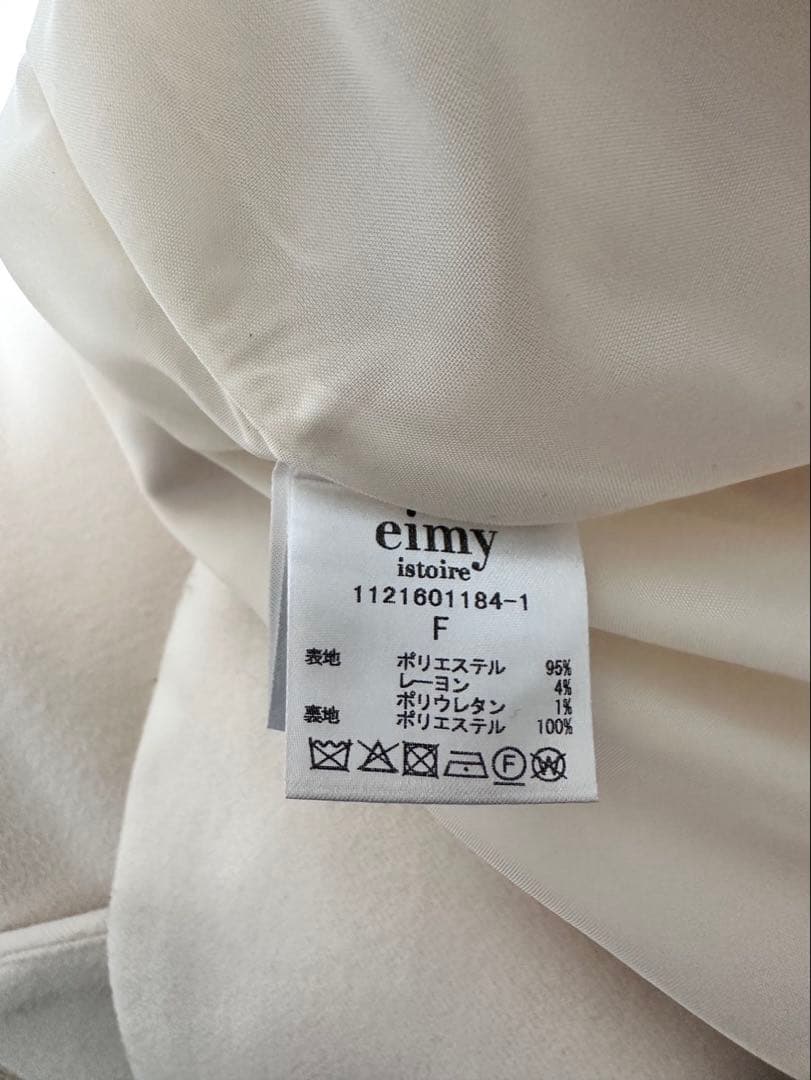 eimy
istoire
1121601184-1
F
表地 ポリエステル 95%
レーヨン 4%
ポリウレタン 1%
裏地 ポリエステル 100%
F W